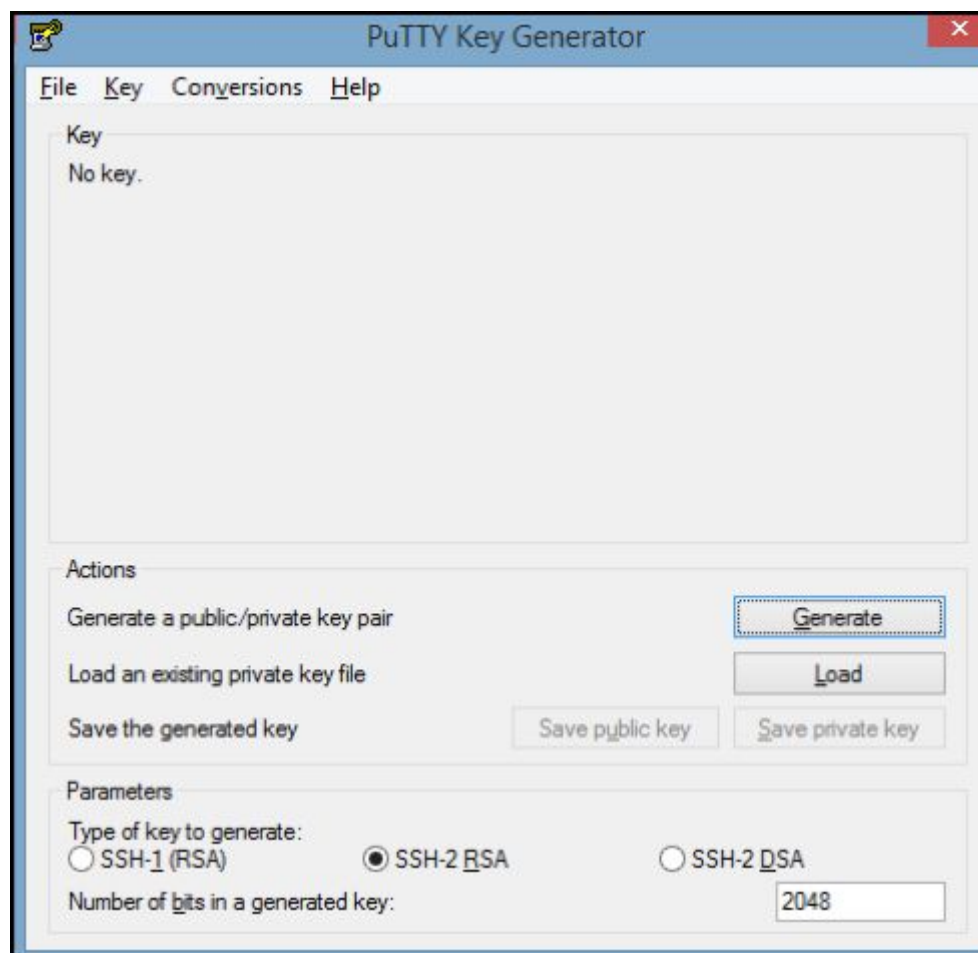 PuTTY Key Generator
File Key Conversions Help
Key
No key.
Actions
Generate a public/private key pair Generate
Load an existing private key file Load
Save the generated key Save public key Save private key
Parameters
Type of key to generate:
SSH-1 (RSA) SSH-2 RSA SSH-2 DSA
Number of bits in a generated key: 2048